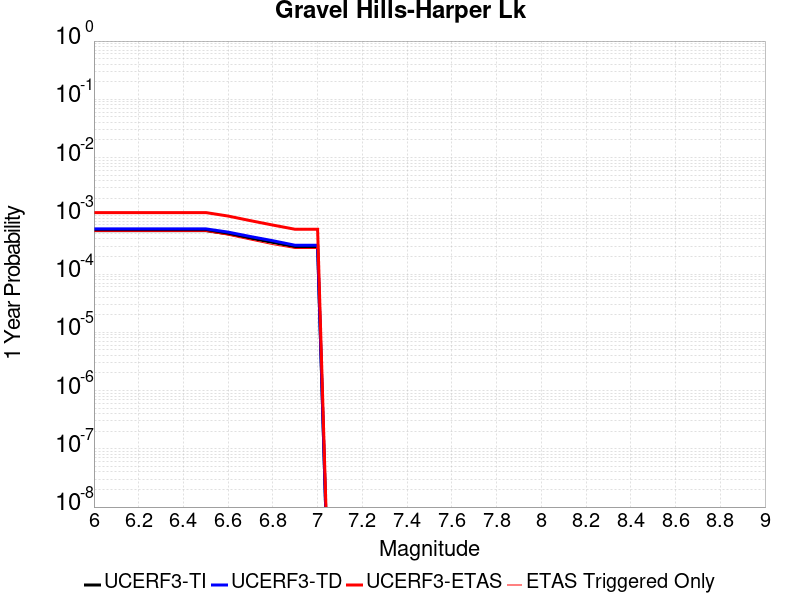 Gravel Hills-Harper Lk
10^0
10^-1
10^-2
10^-3
10^-4
10^-5
10^-6
10^-7
10^-8
1 Year Probability
6 6.2 6.4 6.6 6.8 7 7.2 7.4 7.6 7.8 8 8.2 8.4 8.6 8.8 9
Magnitude
UCERF3-TI UCERF3-TD UCERF3-ETAS ETAS Triggered Only